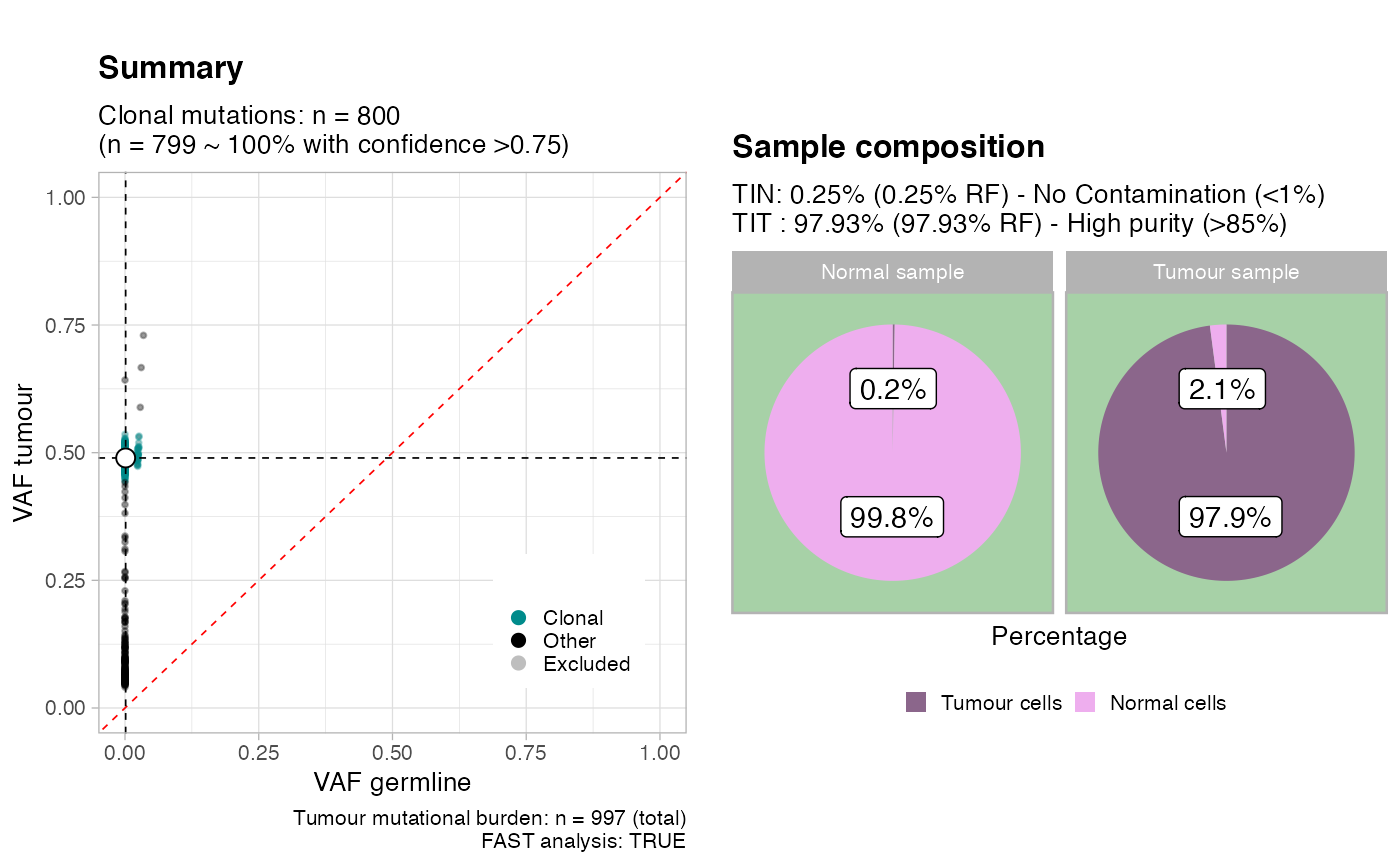 Summary
Clonal mutations: n = 800
(n = 799 ~ 100% with confidence >0.75)
1.00
0.75
0.50
0.25
0.00
VAF tumour
0.00
0.25
0.50
0.75
1.00
VAF germline
Clonal
Other
Excluded
Tumour mutational burden: n = 997 (total)
FAST analysis: TRUE
Sample composition
TIN: 0.25% (0.25% RF) - No Contamination (<1%)
TIT : 97.93% (97.93% RF) - High purity (>85%)
Normal sample
0.2%
99.8%
Tumour sample
2.1%
97.9%
Percentage
Tumour cells
Normal cells